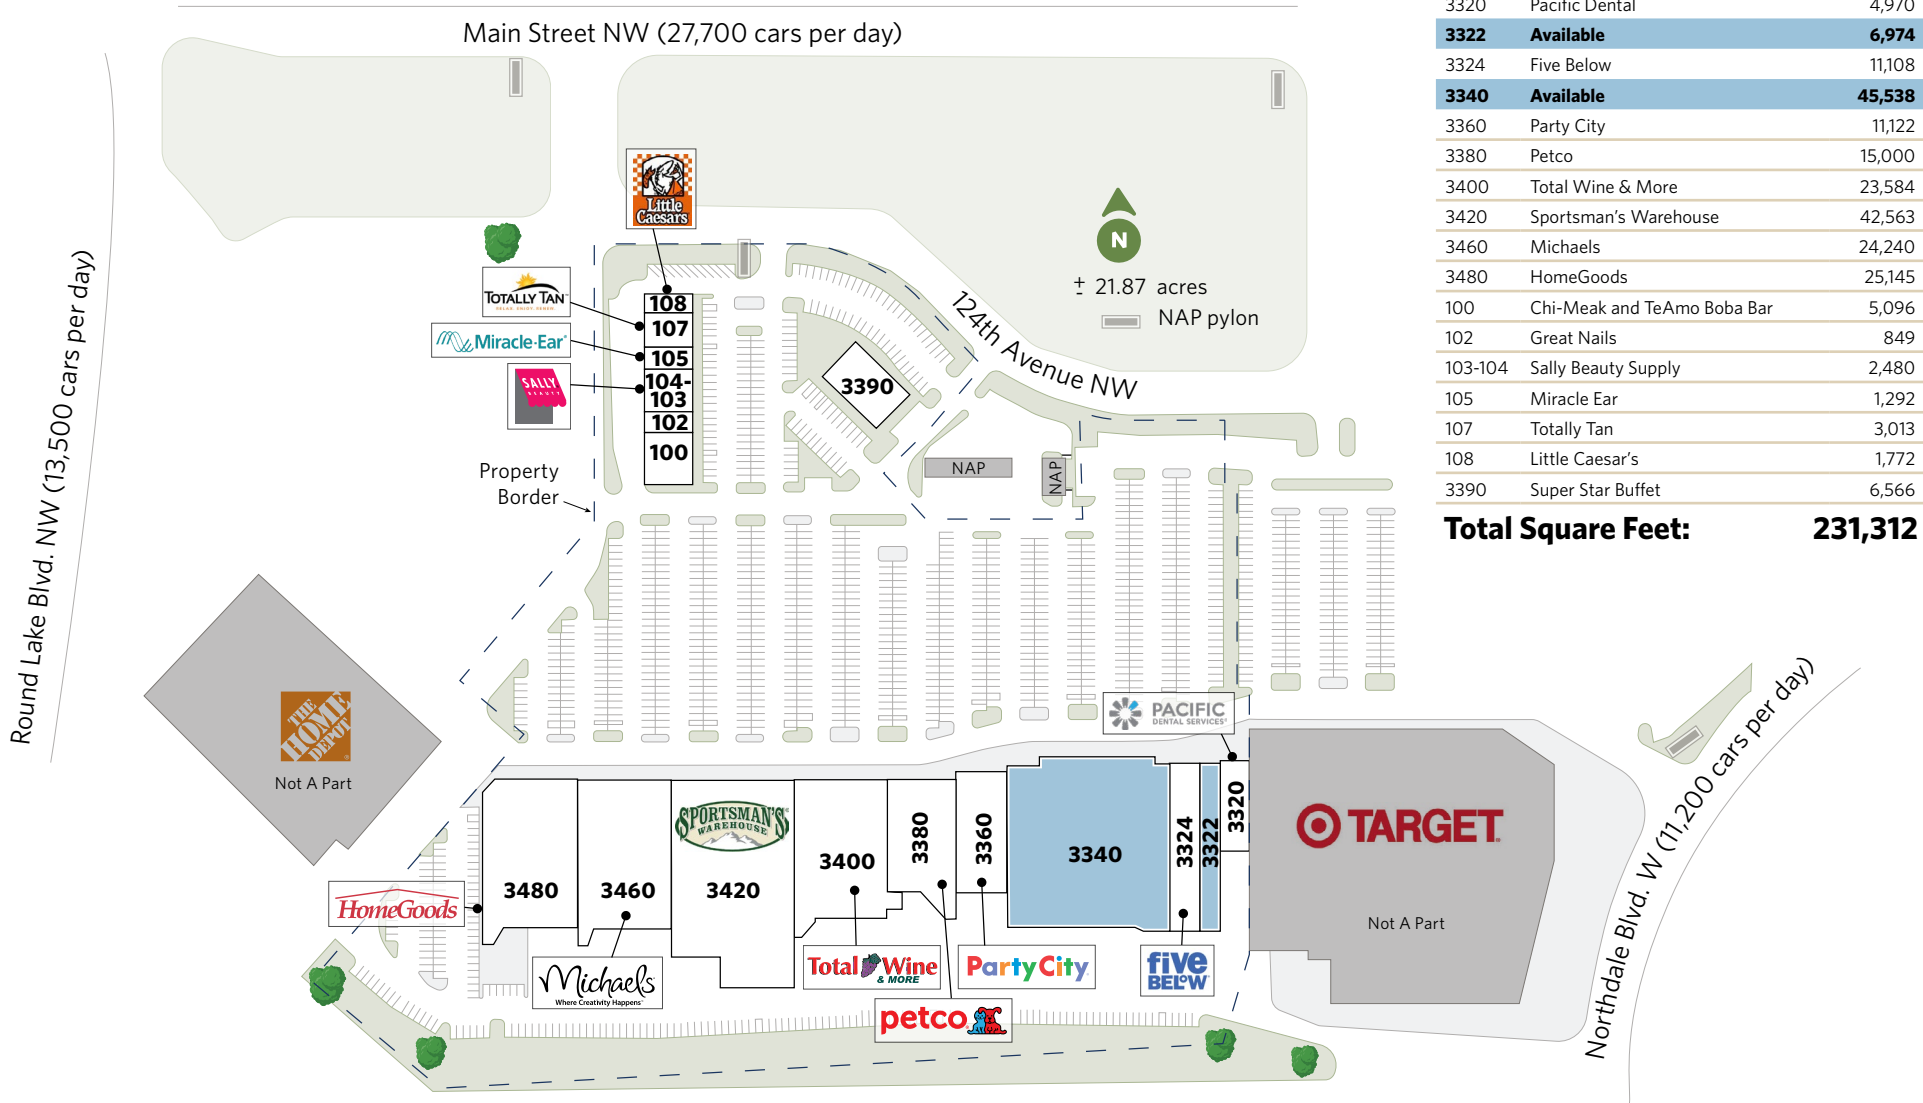 3320 Pacific Dental 4,970
3322 Available 6,974
3324 Five Below 11,108
3340 Available 45,538
3360 Party City 11,122
3380 Petco 15,000
3400 Total Wine & More 23,584
3420 Sportsman's Warehouse 42,563
3460 Michaels 24,240
3480 HomeGoods 25,145
100 Chi-Meak and TeAmo Boba Bar 5,096
102 Great Nails 849
103-104 Sally Beauty Supply 2,480
105 Miracle Ear 1,292
107 Totally Tan 3,013
108 Little Caesar's 1,772
3390 Super Star Buffet 6,566
Total Square Feet: 231,312
Main Street NW (27,700 cars per day)
Round Lake Blvd. NW (13,500 cars per day)
Little
Caesars
TOTALLY TAN
RELAX. ENJOY. RENEW.
Miracle-Ear
SALLY
BEAUTY
108
107
105
104-
103
102
100
3390
N
± 21.87 acres
NAP pylon
124th Avenue NW
Property
Border
NAP
NAP
THE
HOME
DEPOT
Not A Part
PACIFIC
DENTAL SERVICES
SPORTSMAN'S
WAREHOUSE
3480
3460
3420
3400
3380
3360
3340
3324
3322
3320
TARGET
Not A Part
HomeGoods
Michaels
Where Creativity Happens
Total Wine
& MORE
petco
PartyCity
five
BELOW
Northdale Blvd. W (11,200 cars per day)